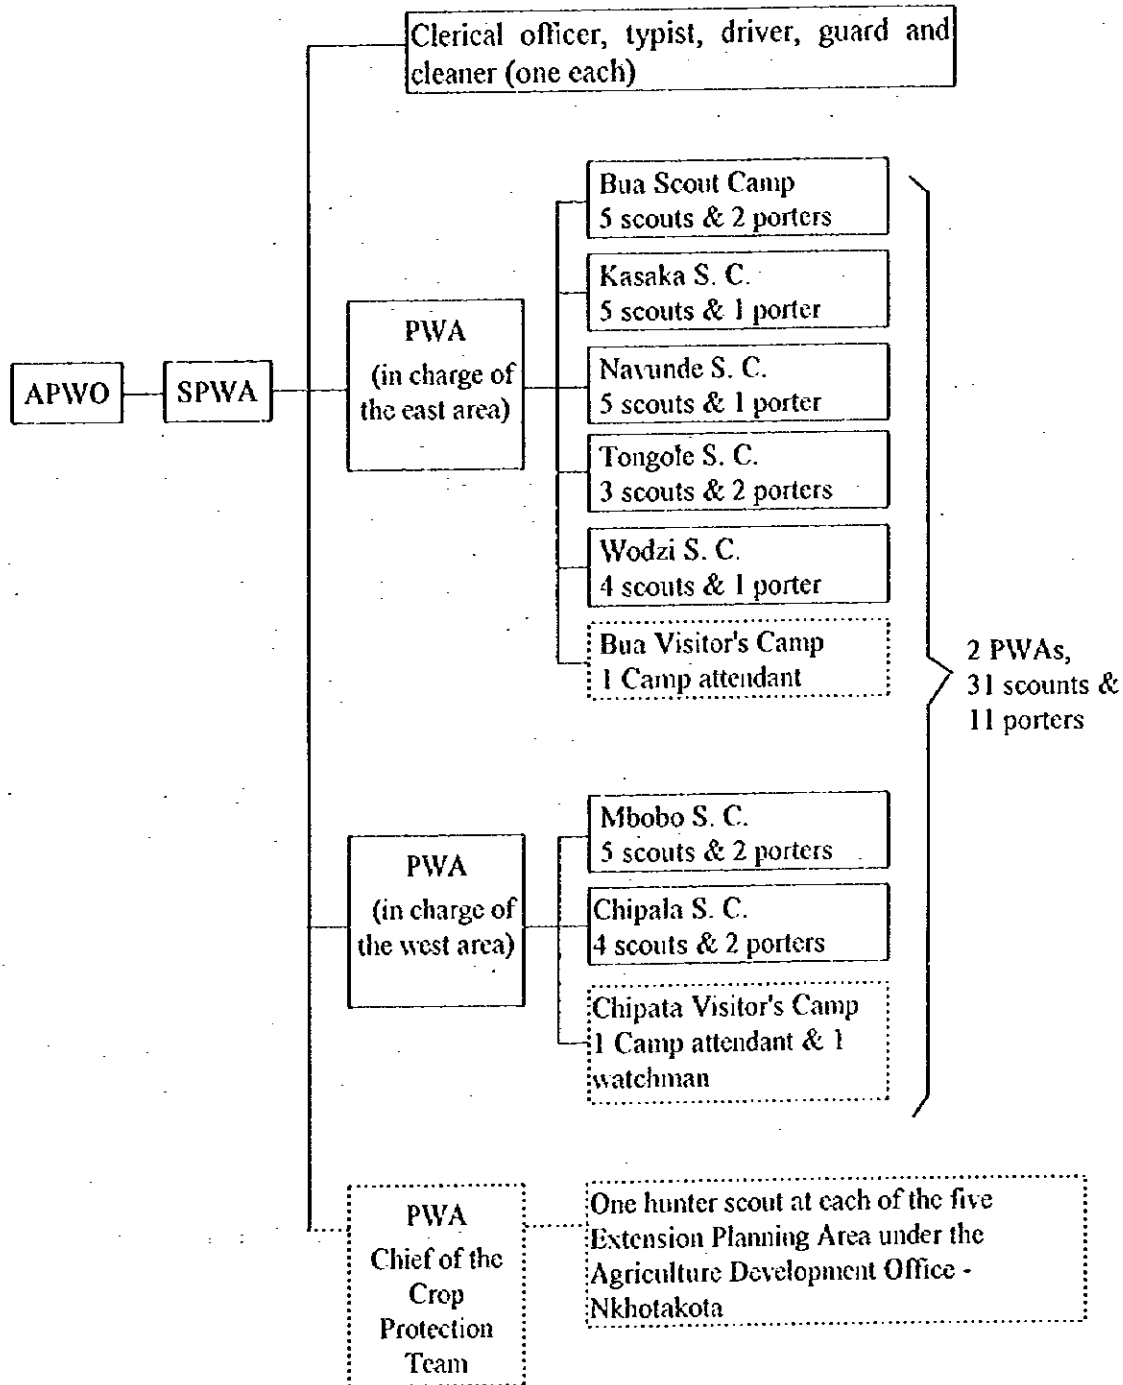 Clerical officer, typist, driver, guard and
cleaner (one each)
APWO
SPWA
PWA
(in charge of
the east area)
Bua Scout Camp
5 scouts & 2 porters
Kasaka S. C.
5 scouts & 1 porter
Navunde S. C.
5 scouts & 1 porter
Tongole S. C.
3 scouts & 2 porters
Wodzi S. C.
4 scouts & 1 porter
Bua Visitor's Camp
1 Camp attendant
2 PWAs,
31 scounts &
11 porters
PWA
(in charge of
the west area)
Mbobo S. C.
5 scouts & 2 porters
Chipala S. C.
4 scouts & 2 porters
Chipata Visitor's Camp
1 Camp attendant & 1
watchman
PWA
Chief of the
Crop
Protection
Team
One hunter scout at each of the five
Extension Planning Area under the
Agriculture Development Office -
Nkhotakota